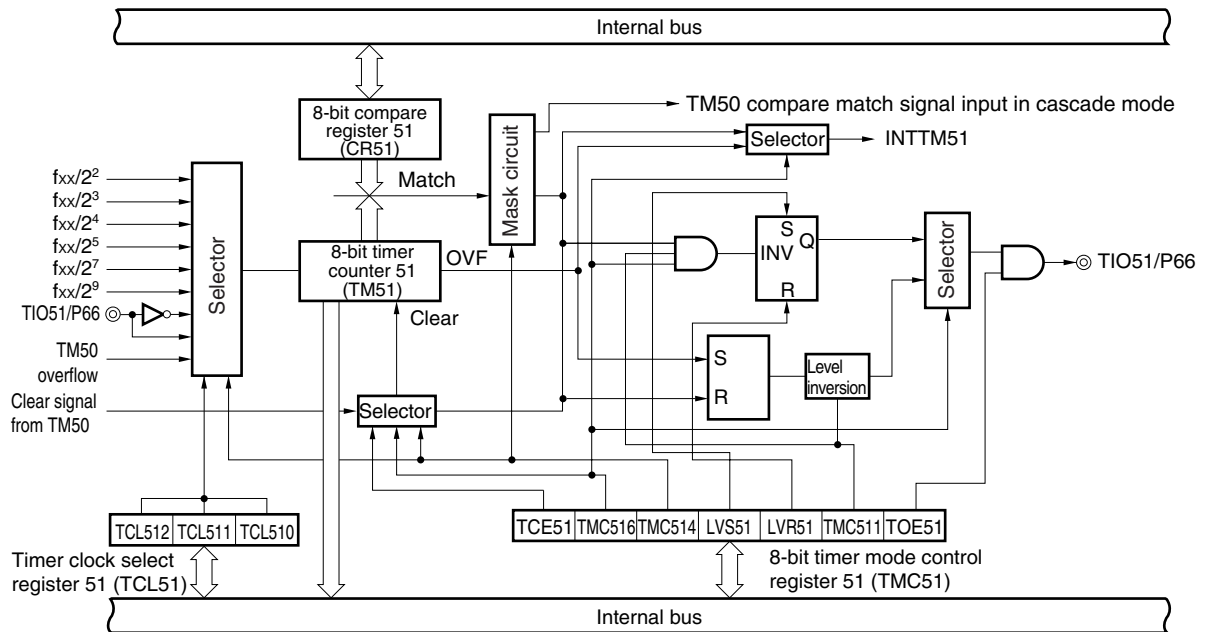 Internal bus
8-bit compare
register 51
(CR51)
Mask circuit
TM50 compare match signal input in cascade mode
Selector
INTTM51
fxx/2²
fxx/2³
fxx/2⁴
fxx/2⁵
fxx/2⁷
fxx/2⁹
TIO51/P66
TM50
overflow
Clear signal
from TM50
Selector
Match
8-bit timer
counter 51
(TM51)
OVF
Clear
Selector
S
INV
Q
R
S
R
Level
inversion
Selector
TIO51/P66
TCL512 TCL511 TCL510
Timer clock select
register 51 (TCL51)
TCE51 TMC516 TMC514 LVS51 LVR51 TMC511 TOE51
8-bit timer mode control
register 51 (TMC51)
Internal bus